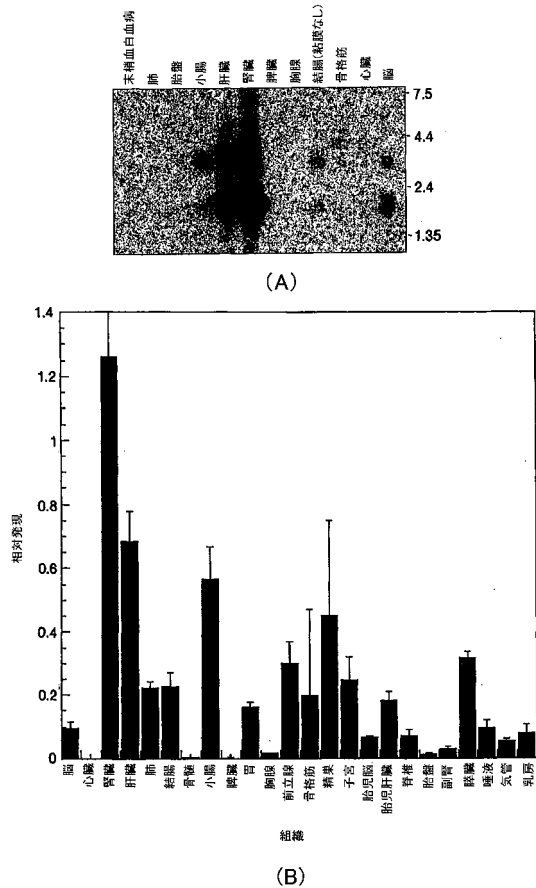 末梢血白血病
肺
胎盤
小腸
肝臓
腎臓
脾臓
胸腺
結腸(粘膜なし)
骨格筋
心臓
脳
7.5
4.4
2.4
1.35
(A)
1.4
1.2
1
0.8
0.6
0.4
0.2
0
相対発現
脳
心臓
腎臓
肝臓
肺
結腸
骨髄
小腸
脾臓
胃
胸腺
前立腺
骨格筋
精巣
子宮
胎児脳
胎児肝臓
脊椎
胎盤
副腎
膵臓
唾液
気管
乳房
組織
(B)